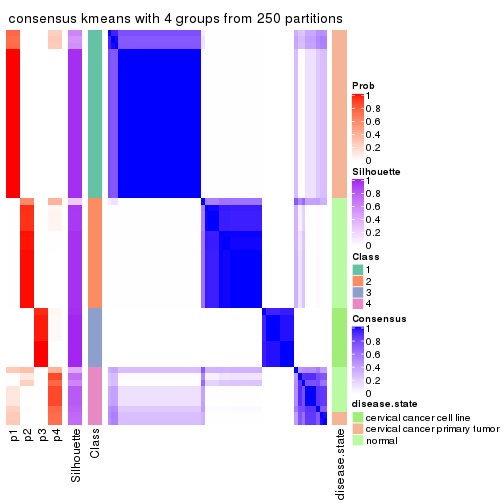 consensus kmeans with 4 groups from 250 partitions
Prob
1
0.8
0.6
0.4
0.2
0
Silhouette
1
0.8
0.6
0.4
0.2
0
Class
1
2
3
4
Consensus
1
0.8
0.6
0.4
0.2
0
disease.state
cervical cancer cell line
cervical cancer primary tumor
normal
p1
p2
p3
p4
Silhouette
Class
disease.state